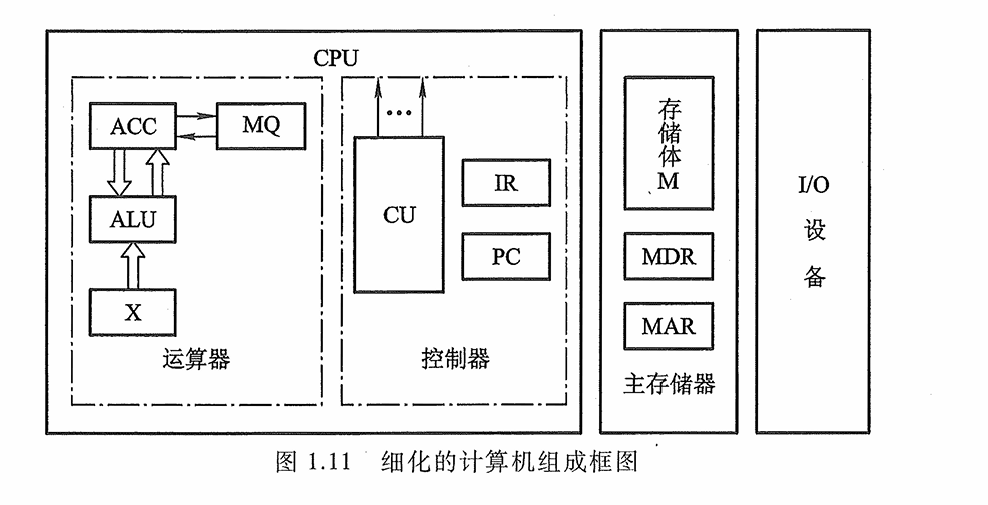 CPU
ACC
MQ
ALU
X
运算器
CU
IR
PC
控制器
存储体M
MDR
MAR
主存储器
I/O
设
备
图 1.11 细化的计算机组成框图